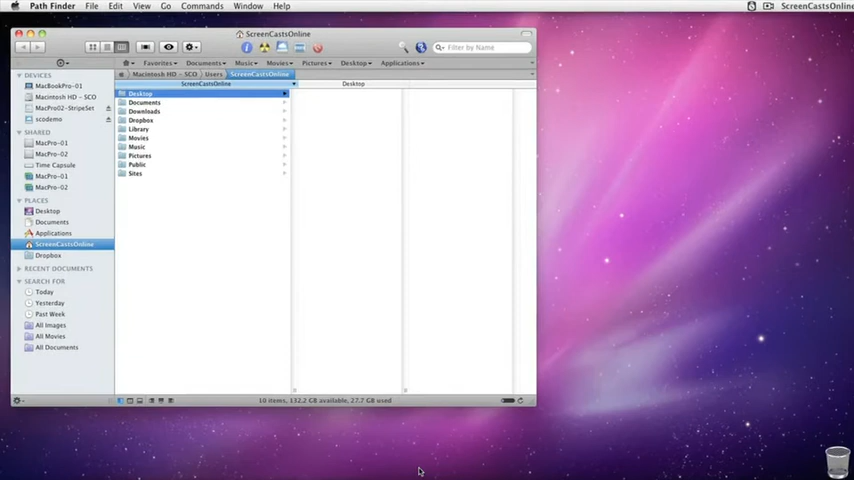 Path Finder File Edit View Go Select Commands Window Help ScreenCastsOnli
ScreenCastsOnline
Filter by Name
Favorites Documents Music Movies Pictures Desktop Applications
Macintosh HD - SCO Users ScreenCastsOnline
ScreenCastsOnline Desktop
DEVICES
MacBookPro-01
Macintosh HD - SCO
MacPro02-StripeSet
scodemo
SHARED
MacPro-01
MacPro-02
Time Capsule
MacPro-01
MacPro-02
PLACES
Desktop
Documents
Applications
ScreenCastsOnline
Dropbox
RECENT DOCUMENTS
SEARCH FOR
Today
Yesterday
Past Week
All Images
All Movies
All Documents
Desktop
Documents
Downloads
Dropbox
Library
Movies
Music
Pictures
Public
Sites
10 items, 132.2 GB available, 27.7 GB used